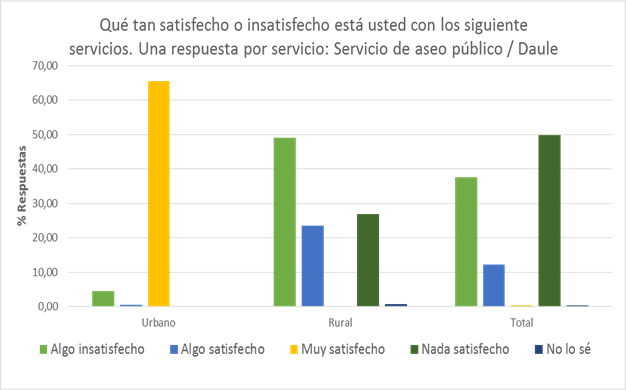 Qué tan satisfecho o insatisfecho está usted con los siguiente
servicios. Una respuesta por servicio: Servicio de aseo público / Daule
% Respuestas
70,00
60,00
50,00
40,00
30,00
20,00
10,00
0,00
Urbano Rural Total
Algo insatisfecho Algo satisfecho Muy satisfecho Nada satisfecho No lo sé